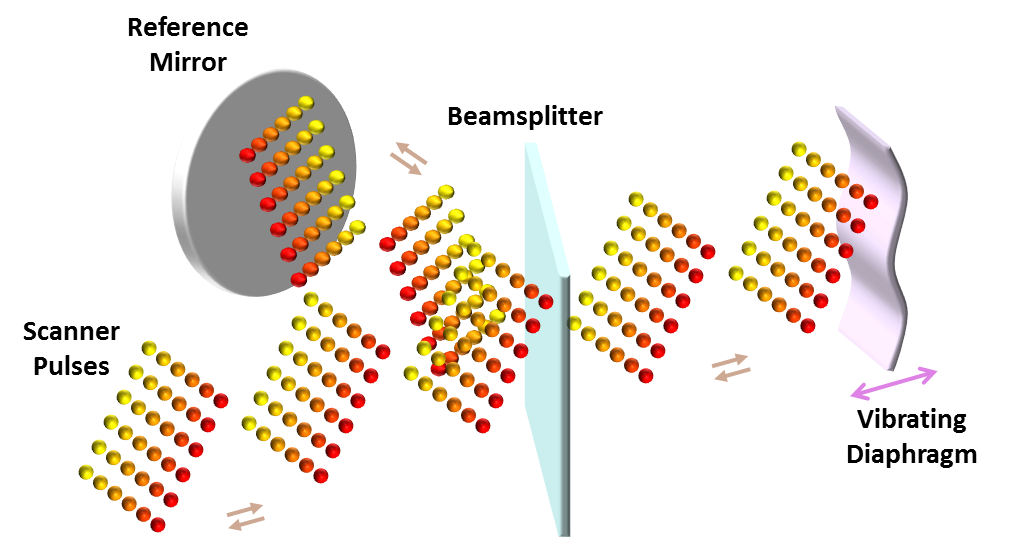 Reference
Mirror
Beamsplitter
Scanner
Pulses
Vibrating
Diaphragm